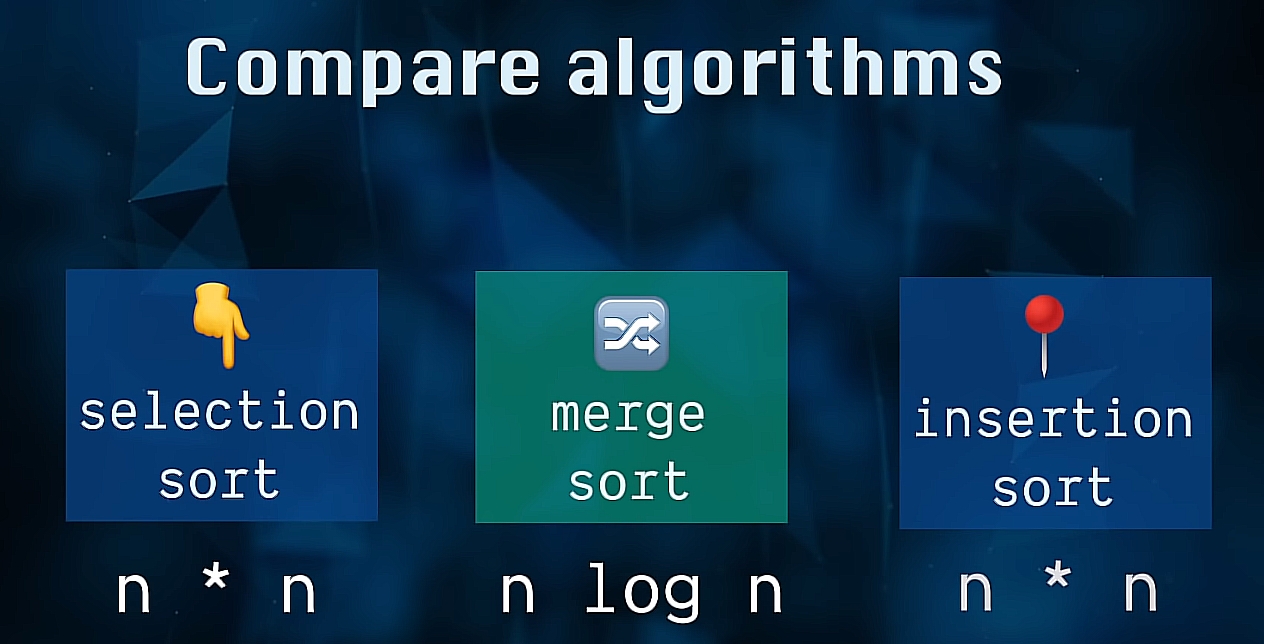 Compare algorithms
selection
sort
merge
sort
insertion
sort
n * n
n log n
n * n